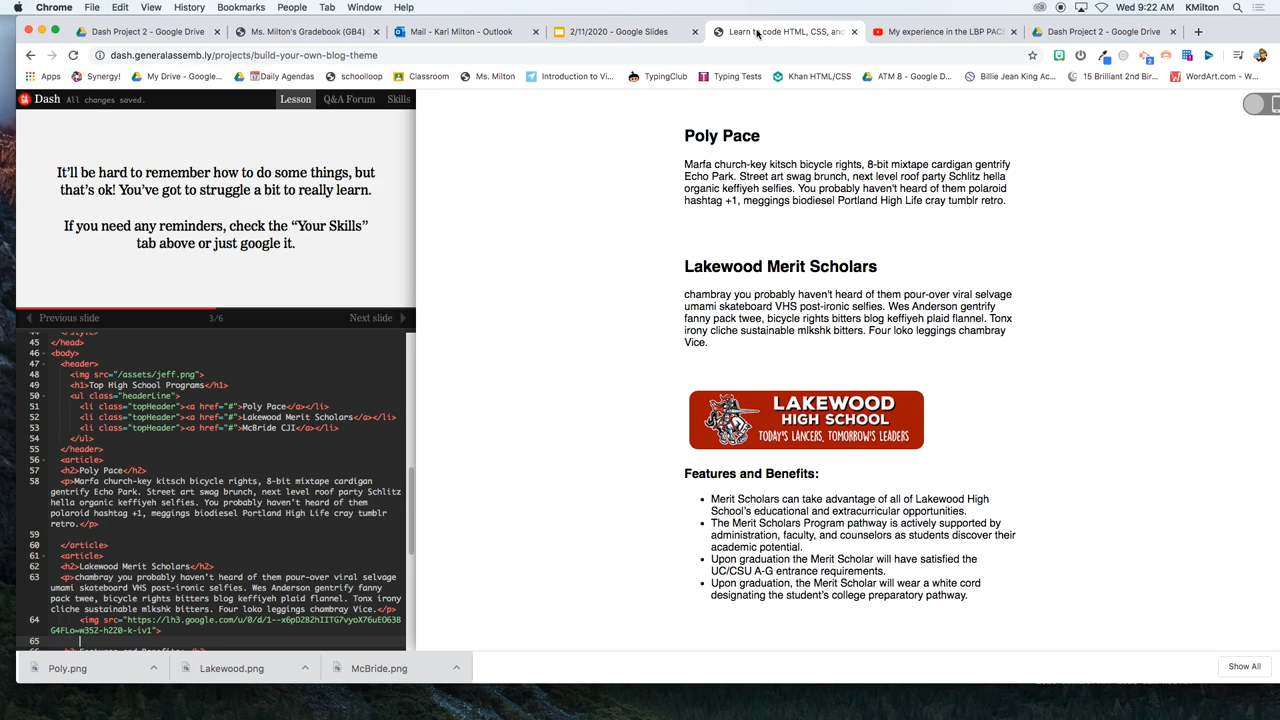 Chrome File Edit View History Bookmarks People Tab Window Help Wed 9:22 AM KMilton
Dash Project 2 - Google Drive
Ms. Milton's Gradebook (GB4)
Mail - Kari Milton - Outlook
2/11/2020 - Google Slides
Learn to code HTML, CSS, and
My experience in the LBP PACE
Dash Project 2 - Google Drive
dash.generalassemb.ly/projects/build-your-own-blog-theme
Apps Synergy! My Drive - Googl... Daily Agendas schoolloop Classroom Ms. Milton Introduction to Vi... TypingClub Typing Tests Khan HTML/CSS ATM 8 - Google D... Billie Jean King Ac... 15 Brilliant 2nd Bir... WordArt.com - W...
Dash All changes saved. Lesson Q&A Forum Skills
It'll be hard to remember how to do some things, but
that's ok! You've got to struggle a bit to really learn.
If you need any reminders, check the “Your Skills”
tab above or just google it.
Previous slide 3/6 Next slide
44 </style>
45 </head>
46 <body>
47 <header>
48 <img src="/assets/jeff.png">
49 <h1>Top High School Programs</h1>
50 <ul class="headerLine">
51 <li class="topHeader"><a href="#">Poly Pace</a></li>
52 <li class="topHeader"><a href="#">Lakewood Merit Scholars</a></li>
53 <li class="topHeader"><a href="#">McBride CJI</a></li>
54 </ul>
55 </header>
56 <article>
57 <h2>Poly Pace</h2>
58 <p>Marfa church-key kitsch bicycle rights, 8-bit mixtape cardigan
gentrify Echo Park. Street art swag brunch, next level roof party Schlitz
hella organic keffiyeh selfies. You probably haven't heard of them
polaroid hashtag +1, meggings biodiesel Portland High Life cray tumblr
retro.</p>
59
60 </article>
61 <article>
62 <h2>Lakewood Merit Scholars</h2>
63 <p>chambray you probably haven't heard of them pour-over viral selvage
umami skateboard VHS post-ironic selfies. Wes Anderson gentrify fanny
pack twee, bicycle rights bitters blog keffiyeh plaid flannel. Tonx irony
cliche sustainable mlkshk bitters. Four loko leggings chambray Vice.</p>
64 <img src="https://lh3.google.com/u/0/d/1--x6pDZB2hIITG7vyoX76uEO63B
G4FLo=w352-h220-k-iv1">
65
Poly Pace
Marfa church-key kitsch bicycle rights, 8-bit mixtape cardigan gentrify
Echo Park. Street art swag brunch, next level roof party Schlitz hella
organic keffiyeh selfies. You probably haven't heard of them polaroid
hashtag +1, meggings biodiesel Portland High Life cray tumblr retro.
Lakewood Merit Scholars
chambray you probably haven't heard of them pour-over viral selvage
umami skateboard VHS post-ironic selfies. Wes Anderson gentrify
fanny pack twee, bicycle rights bitters blog keffiyeh plaid flannel. Tonx
irony cliche sustainable mlkshk bitters. Four loko leggings chambray
Vice.
LAKEWOOD
HIGH SCHOOL
TODAY'S LANCERS, TOMORROW'S LEADERS
Features and Benefits:
• Merit Scholars can take advantage of all of Lakewood High
School's educational and extracurricular opportunities.
• The Merit Scholars Program pathway is actively supported by
administration, faculty, and counselors as students discover their
academic potential.
• Upon graduation the Merit Scholar will have satisfied the
UC/CSU A-G entrance requirements.
• Upon graduation, the Merit Scholar will wear a white cord
designating the student's college preparatory pathway.
Poly.png Lakewood.png McBride.png Show All